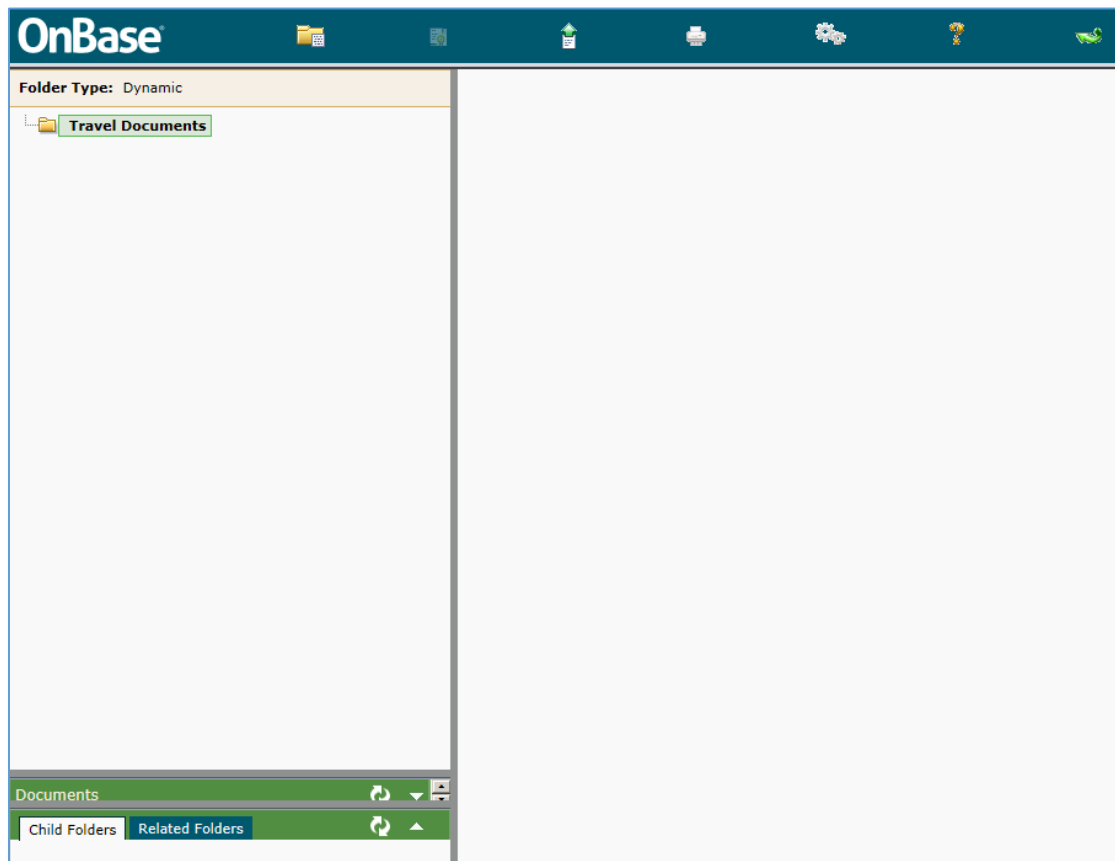 OnBase®
Folder Type: Dynamic
Travel Documents
Documents
Child Folders Related Folders